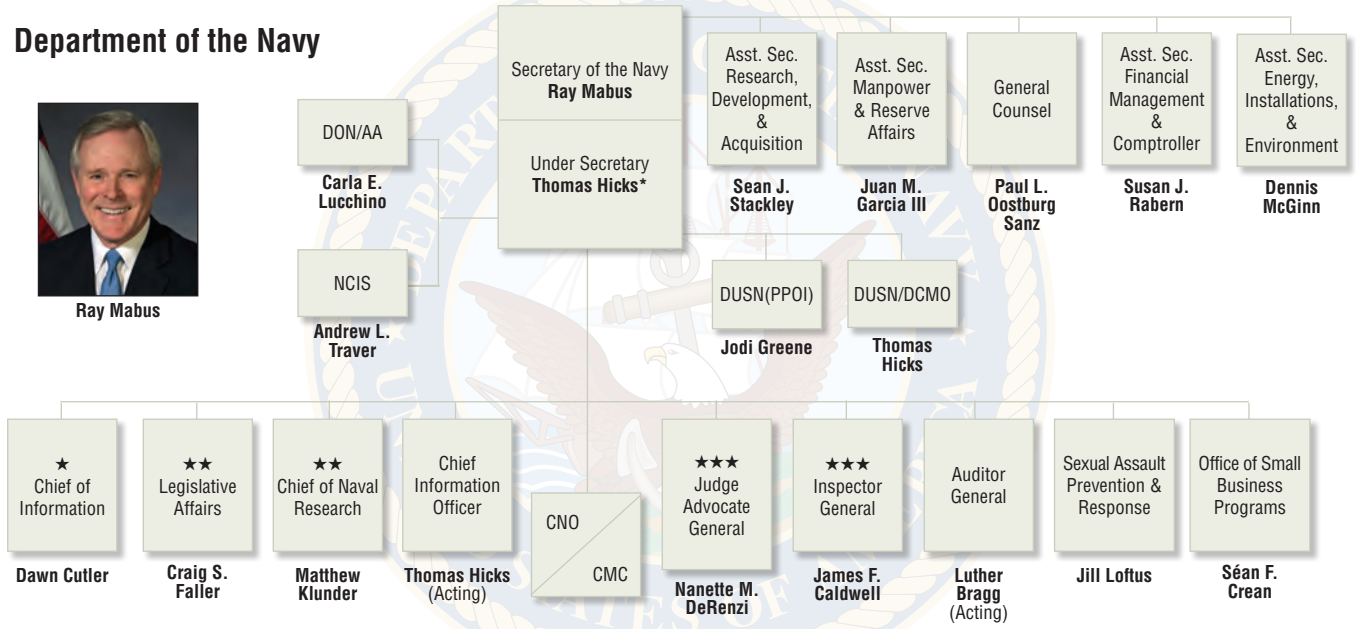 Department of the Navy
Ray Mabus
DON/AA
Carla E.
Lucchino
NCIS
Andrew L.
Traver
Secretary of the Navy
Ray Mabus
Under Secretary
Thomas Hicks*
Asst. Sec.
Research,
Development,
&
Acquisition
Sean J.
Stackley
Asst. Sec.
Manpower
& Reserve
Affairs
Juan M.
Garcia III
General
Counsel
Paul L.
Oostburg
Sanz
Asst. Sec.
Financial
Management
&
Comptroller
Susan J.
Rabern
Asst. Sec.
Energy,
Installations,
&
Environment
Dennis
McGinn
DUSN(PPOI)
Jodi Greene
DUSN/DCMO
Thomas
Hicks
★
Chief of
Information
Dawn Cutler
★★
Legislative
Affairs
Craig S.
Faller
★★
Chief of Naval
Research
Matthew
Klunder
Chief
Information
Officer
Thomas Hicks
(Acting)
CNO
CMC
★★★
Judge
Advocate
General
Nanette M.
DeRenzi
★★★
Inspector
General
James F.
Caldwell
Auditor
General
Luther
Bragg
(Acting)
Sexual Assault
Prevention &
Response
Jill Loftus
Office of Small
Business
Programs
Séan F.
Crean